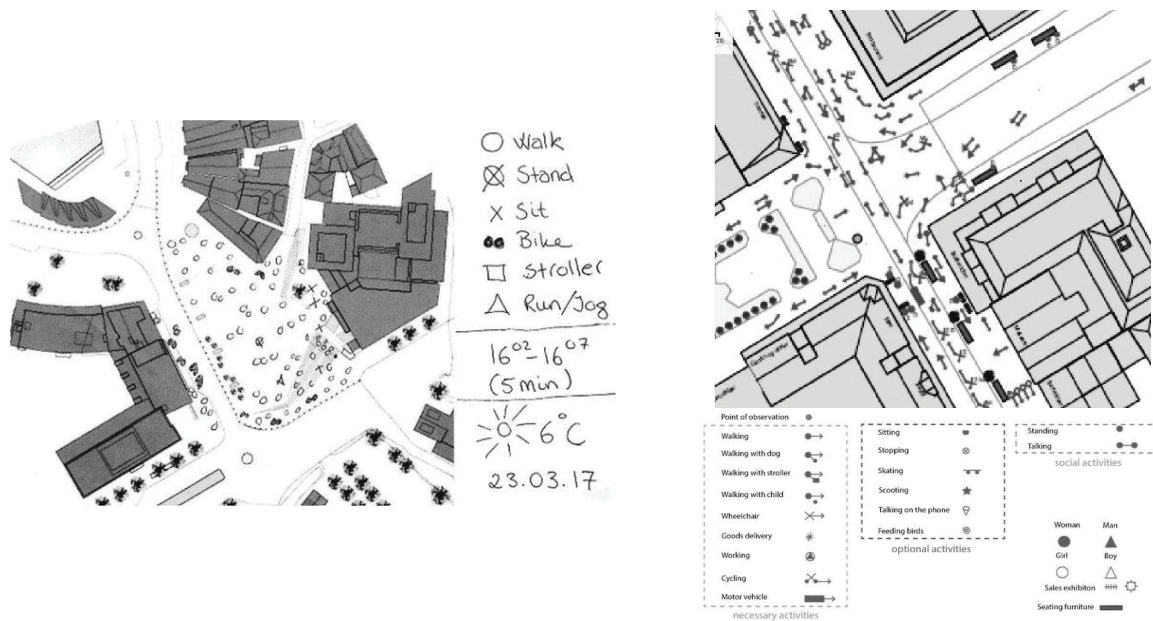 Walk
Stand
Sit
Bike
Stroller
Run/Jog
16⁰²-16⁰⁷
(5 min)
6°C
23.03.17
Restaurant
Point of observation
Walking
Walking with dog
Walking with stroller
Walking with child
Wheelchair
Goods delivery
Working
Cycling
Motor vehicle
necessary activities
Sitting
Stopping
Skating
Scooting
Talking on the phone
Feeding birds
optional activities
Standing
Talking
social activities
Woman Man
Girl Boy
Sales exhibiton
Seating furniture